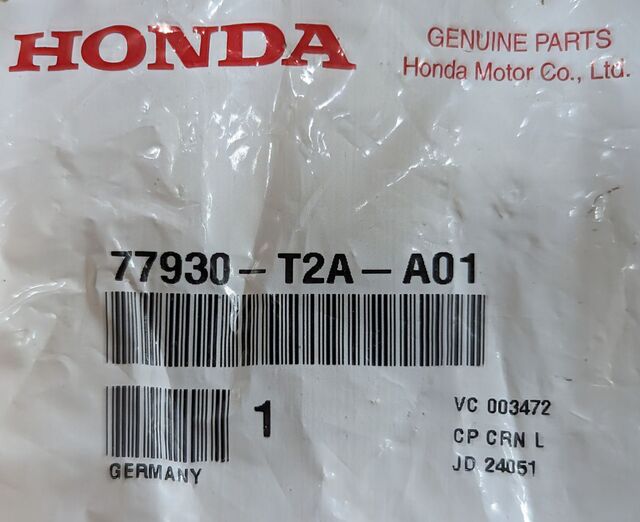 HONDA
GENUINE PARTS
Honda Motor Co., Ltd.
77930-T2A-A01
1
VC 003472
CP CRN L
JD 24051
GERMANY